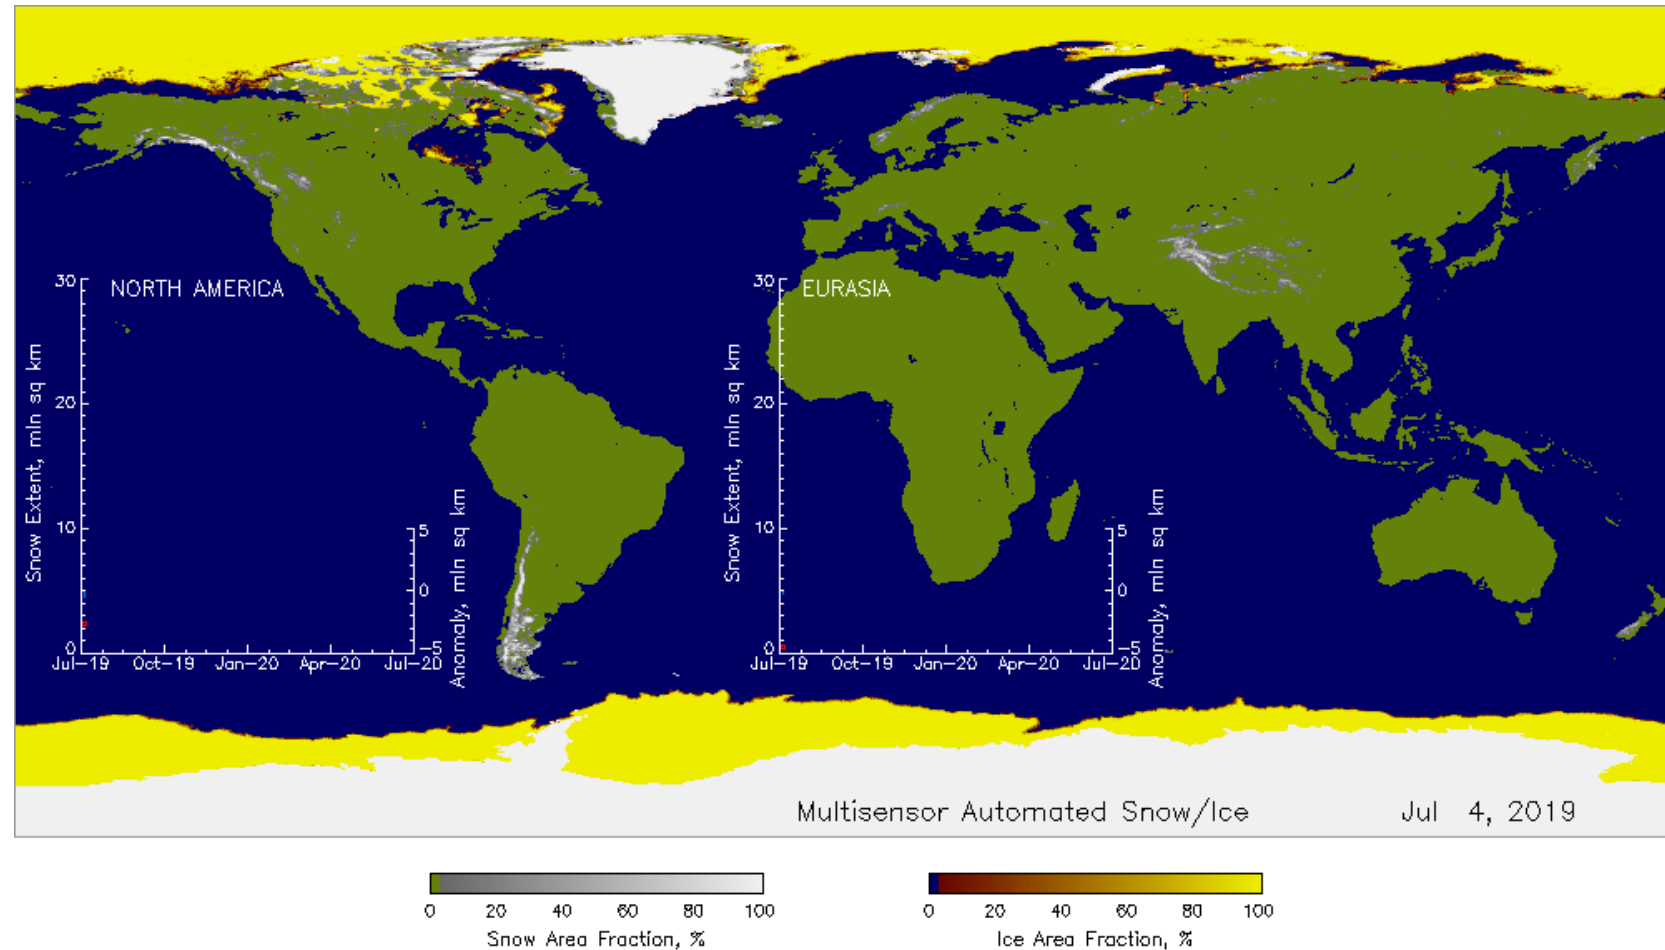 NORTH AMERICA
Snow Extent, mln sq km
30
20
10
0
Jul-19 Oct-19 Jan-20 Apr-20 Jul-20
5
0
-5
Anomaly, mln sq km
EURASIA
Snow Extent, mln sq km
30
20
10
0
Jul-19 Oct-19 Jan-20 Apr-20 Jul-20
5
0
-5
Anomaly, mln sq km
Multisensor Automated Snow/Ice Jul 4, 2019
0 20 40 60 80 100
Snow Area Fraction, %
0 20 40 60 80 100
Ice Area Fraction, %